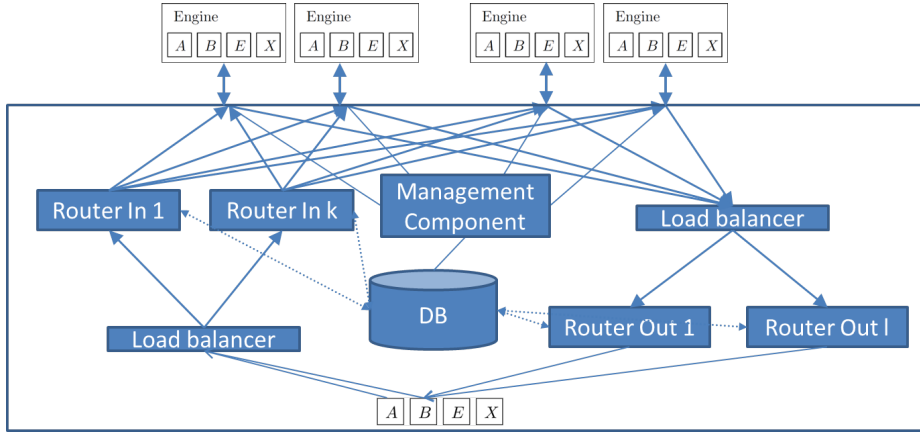 Engine Engine Engine Engine
A B E X A B E X A B E X A B E X
Router In 1
Router In k
Management
Component
Load balancer
DB
Router Out 1
Router Out l
Load balancer
A B E X